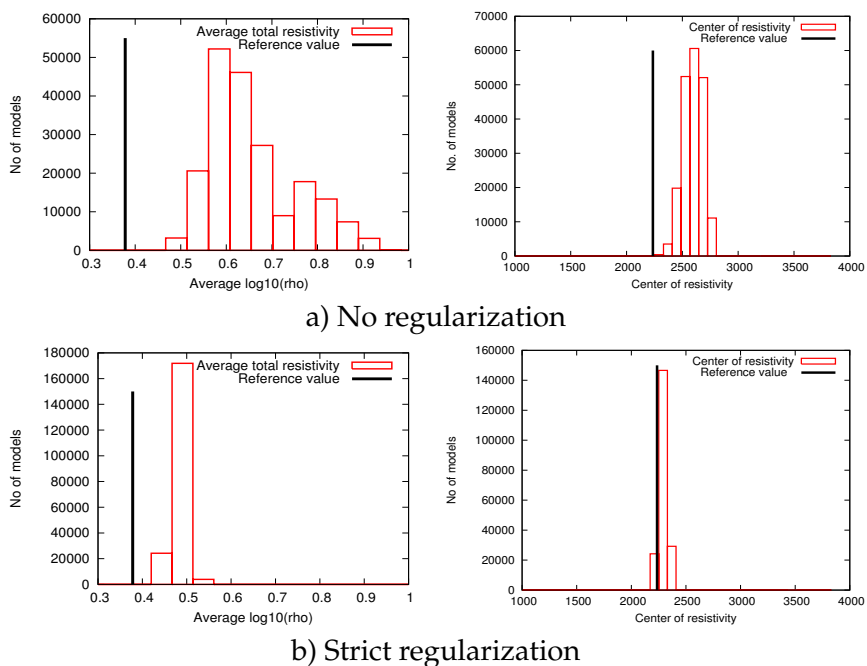 60000
50000
40000
30000
20000
10000
0
No of models
Average total resistivity
Reference value
0.3 0.4 0.5 0.6 0.7 0.8 0.9 1
Average log10(rho)
70000
60000
50000
40000
30000
20000
10000
0
No. of models
Center of resistivity
Reference value
1000 1500 2000 2500 3000 3500 4000
Center of resistivity
a) No regularization
180000
160000
140000
120000
100000
80000
60000
40000
20000
0
No of models
Average total resistivity
Reference value
0.3 0.4 0.5 0.6 0.7 0.8 0.9 1
Average log10(rho)
160000
140000
120000
100000
80000
60000
40000
20000
0
No of models
Center of resistivity
Reference value
1000 1500 2000 2500 3000 3500 4000
Center of resistivity
b) Strict regularization